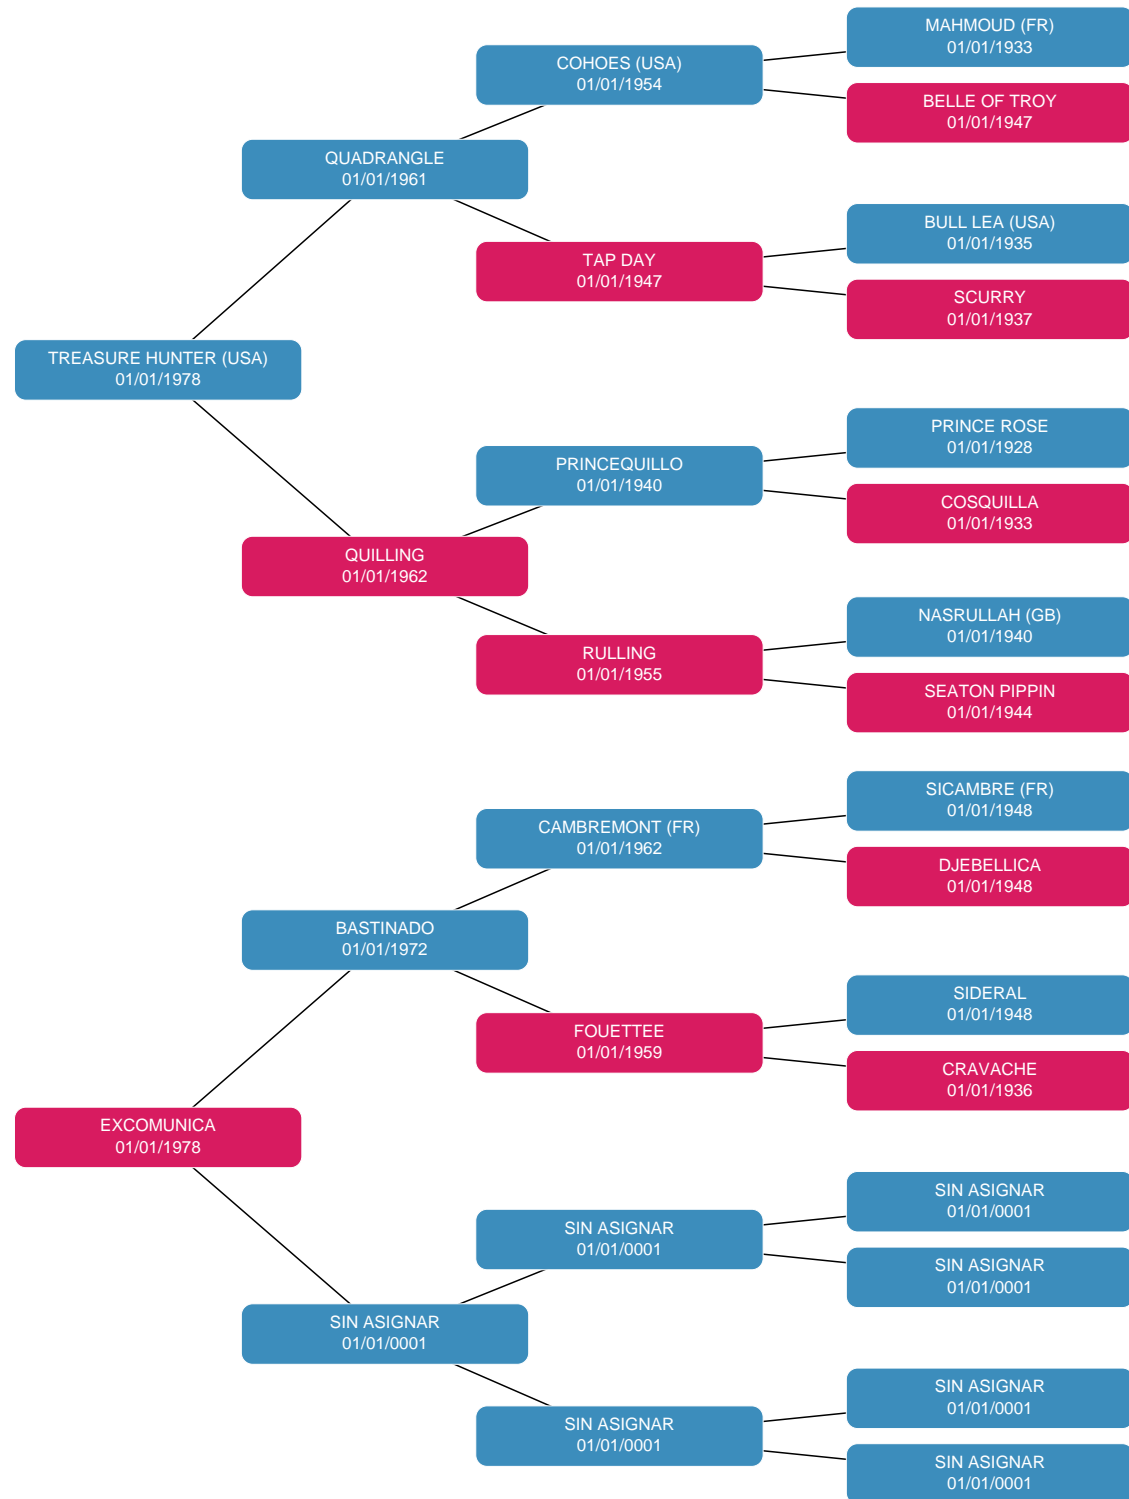 MAHMOUD (FR)
01/01/1933
COHOES (USA)
01/01/1954
BELLE OF TROY
01/01/1947
QUADRANGLE
01/01/1961
BULL LEA (USA)
01/01/1935
TAP DAY
01/01/1947
SCURRY
01/01/1937
TREASURE HUNTER (USA)
01/01/1978
PRINCE ROSE
01/01/1928
PRINCEQUILLO
01/01/1940
COSQUILLA
01/01/1933
QUILLING
01/01/1962
NASRULLAH (GB)
01/01/1940
RULLING
01/01/1955
SEATON PIPPIN
01/01/1944
SICAMBRE (FR)
01/01/1948
CAMBREMONT (FR)
01/01/1962
DJEBELLICA
01/01/1948
BASTINADO
01/01/1972
SIDERAL
01/01/1948
FOUETTEE
01/01/1959
CRAVACHE
01/01/1936
EXCOMUNICA
01/01/1978
SIN ASIGNAR
01/01/0001
SIN ASIGNAR
01/01/0001
SIN ASIGNAR
01/01/0001
SIN ASIGNAR
01/01/0001
SIN ASIGNAR
01/01/0001
SIN ASIGNAR
01/01/0001
SIN ASIGNAR
01/01/0001